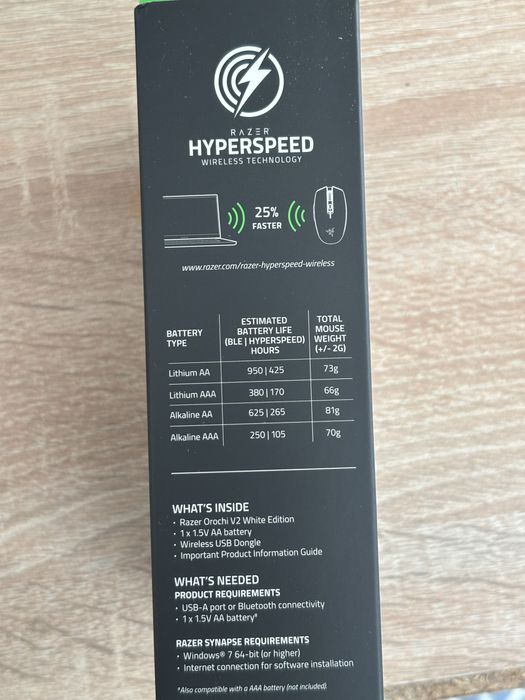 RAZER
HYPERSPEED
WIRELESS TECHNOLOGY
25%
FASTER
www.razer.com/razer-hyperspeed-wireless
BATTERY TYPE | ESTIMATED BATTERY LIFE (BLE | HYPERSPEED) HOURS | TOTAL MOUSE WEIGHT (+/- 2G)
Lithium AA 950 | 425 73g
Lithium AAA 380 | 170 66g
Alkaline AA 625 | 265 81g
Alkaline AAA 250 | 105 70g
WHAT'S INSIDE
• Razer Orochi V2 White Edition
• 1 x 1.5V AA battery
• Wireless USB Dongle
• Important Product Information Guide
WHAT'S NEEDED
PRODUCT REQUIREMENTS
• USB-A port or Bluetooth connectivity
• 1 x 1.5V AA battery*
RAZER SYNAPSE REQUIREMENTS
• Windows® 7 64-bit (or higher)
• Internet connection for software installation
*Also compatible with a AAA battery (not included)